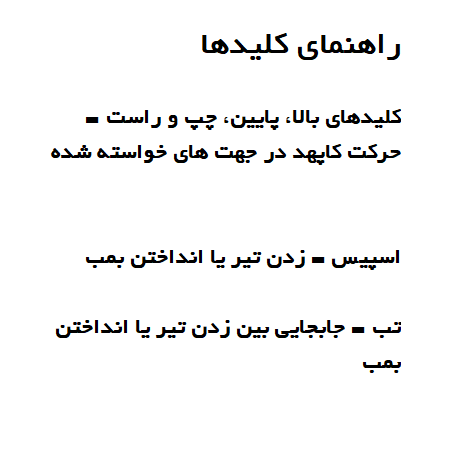 راهنمای کلیدها
کلیدهای بالا، پایین، چپ و راست =
حرکت کاپهد در جهت های خواسته شده
اسپیس = زدن تیر یا انداختن بمب
تب = جابجایی بین زدن تیر یا انداختن
بمب